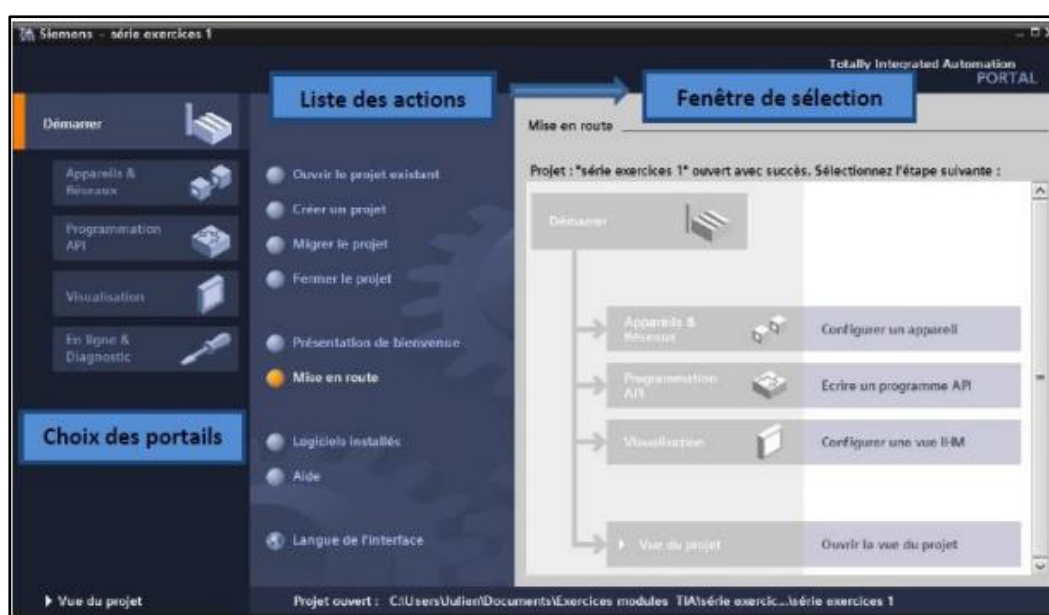 Siemens - série exercices 1
Totally Integrated Automation
PORTAL
Liste des actions
Fenêtre de sélection
Démarrer
Appareils &
Réseaux
Programmation
API
Visualisation
En ligne &
Diagnostic
Choix des portails
Vue du projet
Ouvrir le projet existant
Créer un projet
Migrer le projet
Fermer le projet
Présentation de bienvenue
Mise en route
Logiciels installés
Aide
Langue de l'interface
Mise en route
Projet : "série exercices 1" ouvert avec succès. Sélectionnez l'étape suivante :
Démarrer
Appareils &
Réseaux
Configurer un appareil
Programmation
API
Ecrire un programme API
Visualisation
Configurer une vue IHM
Vue du projet
Ouvrir la vue du projet
Projet ouvert : C:\Users\Julien\Documents\Exercices modules TIA\série exercic...\série exercices 1